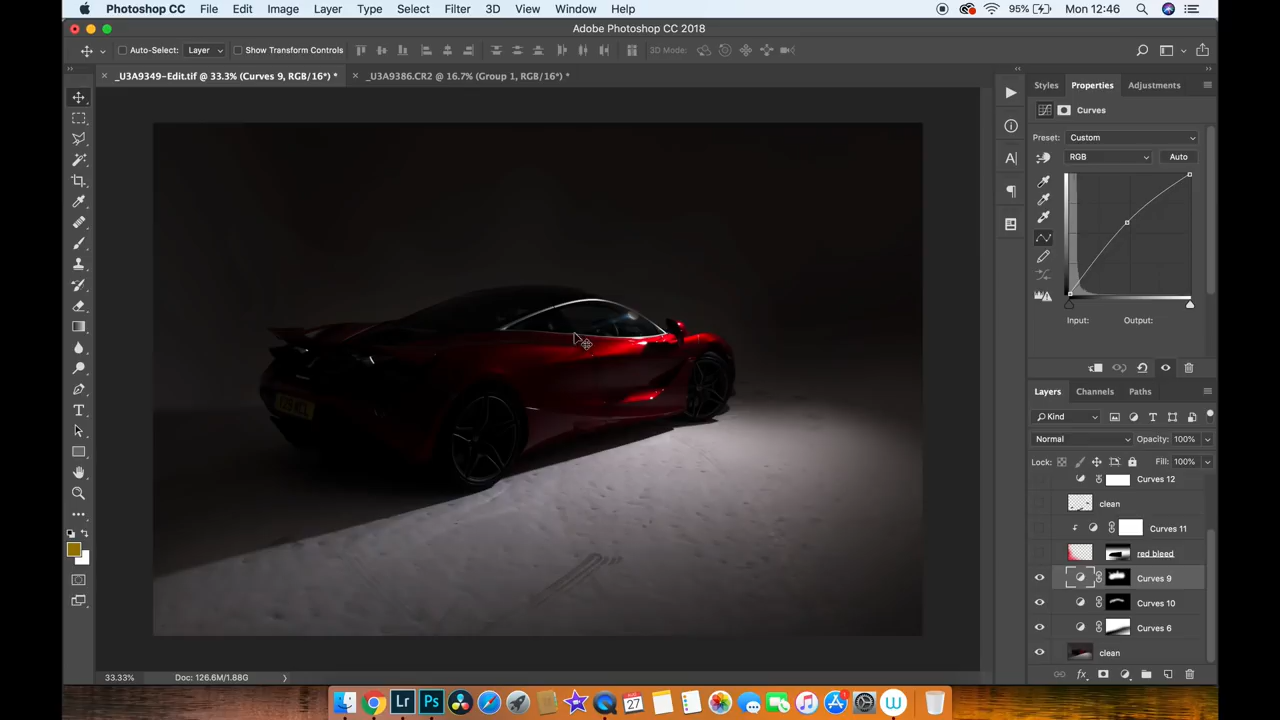 Photoshop CC File Edit Image Layer Type Select Filter 3D View Window Help 95% Mon 12:46
Adobe Photoshop CC 2018
Auto-Select: Layer Show Transform Controls 3D Mode:
_U3A9349-Edit.tif @ 33.3% (Curves 9, RGB/16*) * _U3A9386.CR2 @ 16.7% (Group 1, RGB/16*) *
Styles Properties Adjustments
Curves
Preset: Custom
RGB Auto
Input: Output:
Layers Channels Paths
Kind
Normal Opacity: 100%
Lock: Fill: 100%
Curves 12
clean
Curves 11
red bleed
Curves 9
Curves 10
Curves 6
clean
33.33% Doc: 126.6M/1.88G
Lr Ps 27 W